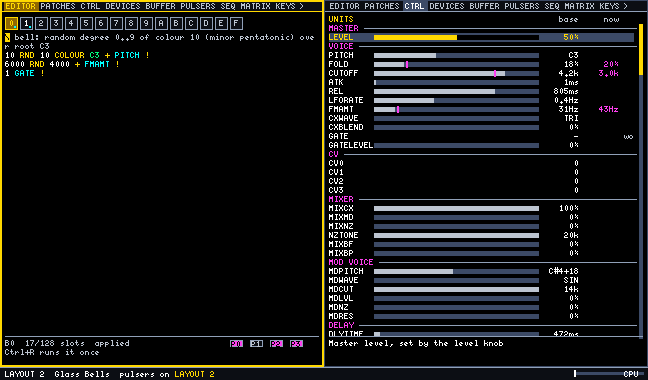 EDITOR PATCHES CTRL DEVICES BUFFER PULSERS SEQ MATRIX KEYS >
0 1 2 3 4 5 6 7 8 9 A B C D E F
\ bell: random degree 0..9 of colour 10 (minor pentatonic) ove
r root C3
10 RND 10 COLOUR C3 + PITCH !
6000 RND 4000 + FMAMT !
1 GATE !
B0 17/128 slots applied
P0 P1 P2 P3
Ctrl+R runs it once
EDITOR PATCHES CTRL DEVICES BUFFER PULSERS SEQ MATRIX KEYS >
UNITS base now
MASTER
LEVEL 50%
VOICE
PITCH C3
FOLD 18% 20%
CUTOFF 4.2k 3.0k
ATK 1ms
REL 805ms
LFORATE 0.4Hz
FMAMT 31Hz 43Hz
CXWAVE TRI
CXBLEND 0%
GATE - wo
GATELEVEL 0%
CV
CV0 0
CV1 0
CV2 0
CV3 0
MIXER
MIXCX 100%
MIXMD 0%
MIXNZ 0%
NZTONE 20k
MIXBF 0%
MIXBP 0%
MOD VOICE
MDPITCH C#4+18
MDWAVE SIN
MDCUT 14k
MDLVL 0%
MDNZ 0%
MDRES 0%
DELAY
DLYTIME 472ms
Master level, set by the level knob
LAYOUT 2 Glass Bells pulsers on LAYOUT 2
CPU